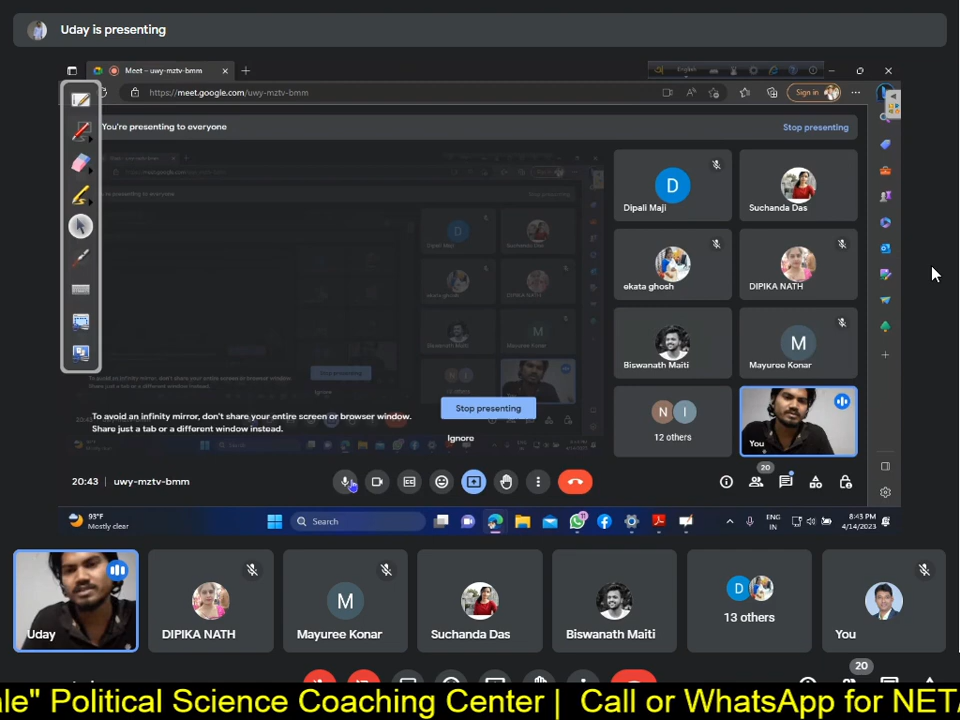 Uday is presenting
Meet – uwy-mztv-bmm
English
https://meet.google.com/uwy-mztv-bmm
Sign in
You're presenting to everyone
Stop presenting
Dipali Maji
Suchanda Das
ekata ghosh
DIPIKA NATH
Biswanath Maiti
Mayuree Konar
M
D
N
I
12 others
You
To avoid an infinity mirror, don't share your entire screen or browser window.
Share just a tab or a different window instead.
Stop presenting
Ignore
20:43 | uwy-mztv-bmm
20
93°F
Mostly clear
Search
ENG
IN
8:43 PM
4/14/2023
Uday
DIPIKA NATH
M
Mayuree Konar
Suchanda Das
Biswanath Maiti
D
13 others
You
20
ale" Political Science Coaching Center | Call or WhatsApp for NETA